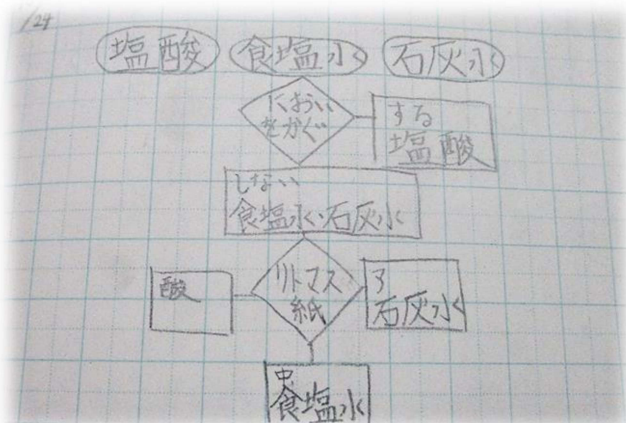 /24
塩酸 食塩水 石灰水
においを
をかぐ
する
塩酸
しない
食塩水・石灰水
酸
リトマス
紙
ア
石灰水
中
食塩水